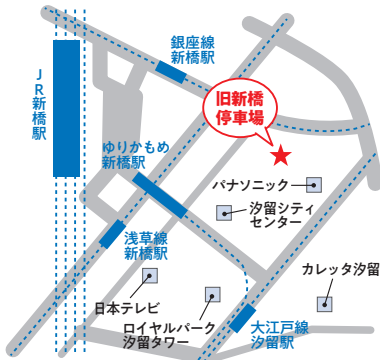 銀座線
新橋駅
JR新橋駅
旧新橋
停車場
ゆりかもめ
新橋駅
パナソニック
汐留シティ
センター
浅草線
新橋駅
カレッタ汐留
日本テレビ
ロイヤルパーク
汐留タワー
大江戸線
汐留駅